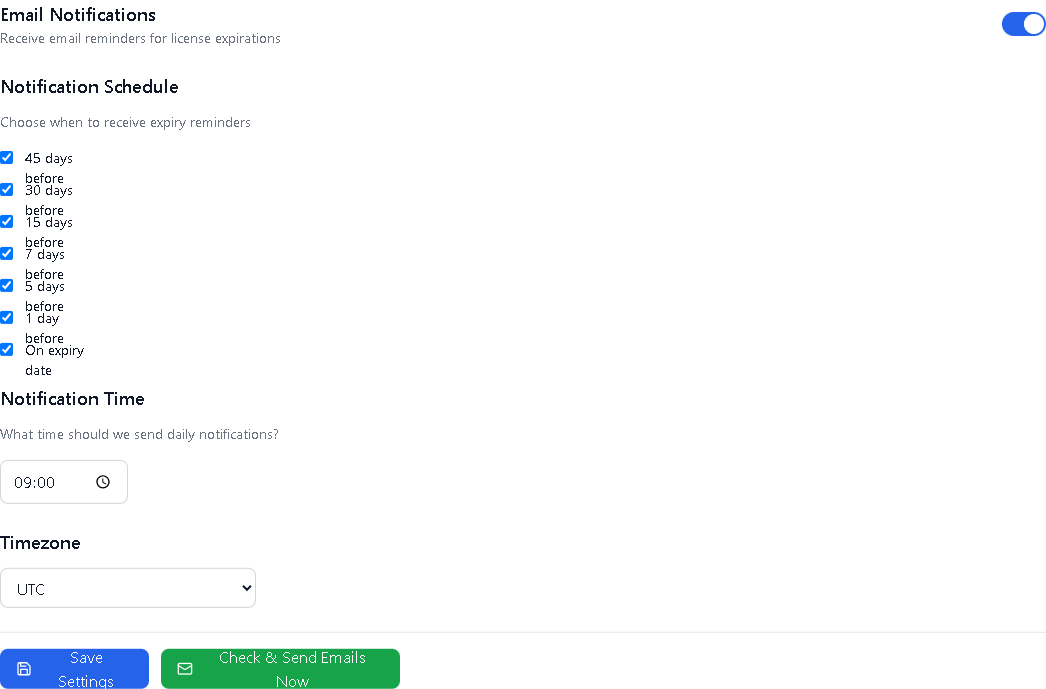 Email Notifications
Receive email reminders for license expirations
Notification Schedule
Choose when to receive expiry reminders
45 days
before
30 days
before
15 days
before
7 days
before
5 days
before
1 day
before
On expiry
date
Notification Time
What time should we send daily notifications?
09:00
Timezone
UTC
Save
Settings
Check & Send Emails
Now